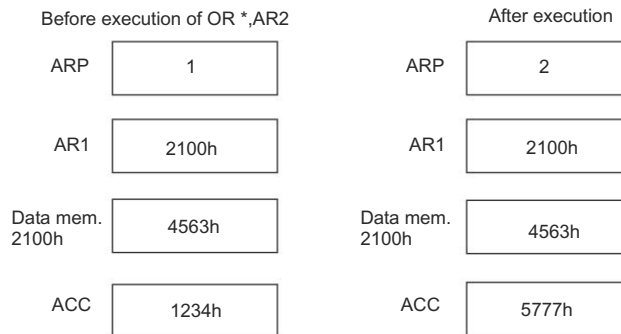 Before execution of OR *,AR2
After execution
ARP
1
ARP
2
AR1
2100h
AR1
2100h
Data mem.
2100h
4563h
Data mem.
2100h
4563h
ACC
1234h
ACC
5777h